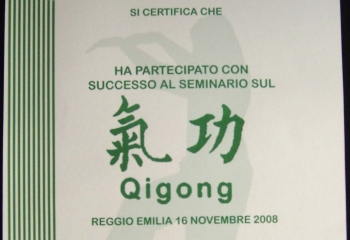 SI CERTIFICA CHE
HA PARTECIPATO CON
SUCCESSO AL SEMINARIO SUL
氣功
Qigong
REGGIO EMILIA 16 NOVEMBRE 2008